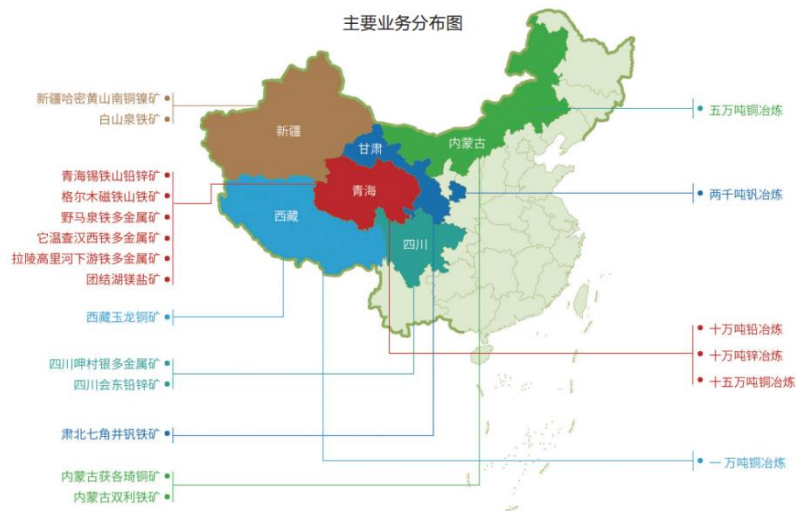 主要业务分布图
新疆哈密黄山南铜镍矿
白山泉铁矿
青海锡铁山铅锌矿
格尔木磁铁山铁矿
野马泉铁多金属矿
它温查汉西铁多金属矿
拉陵高里河下游铁多金属矿
团结湖镁盐矿
西藏玉龙铜矿
四川呷村银多金属矿
四川会东铅锌矿
肃北七角井钒铁矿
内蒙古获各琦铜矿
内蒙古双利铁矿
新疆
甘肃
内蒙古
青海
西藏
四川
五万吨铜冶炼
两千吨钒冶炼
十万吨铅冶炼
十万吨锌冶炼
十五万吨铜冶炼
一万吨铜冶炼